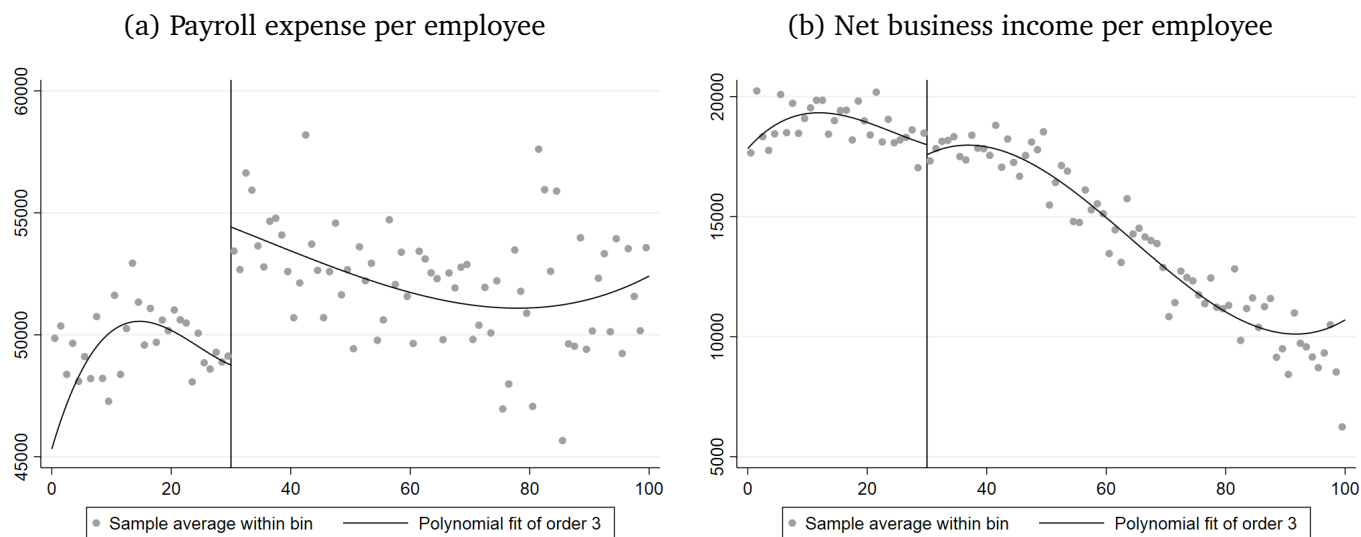 (a) Payroll expense per employee
60000
55000
50000
45000
0 20 40 60 80 100
Sample average within bin Polynomial fit of order 3
(b) Net business income per employee
20000
15000
10000
5000
0 20 40 60 80 100
Sample average within bin Polynomial fit of order 3